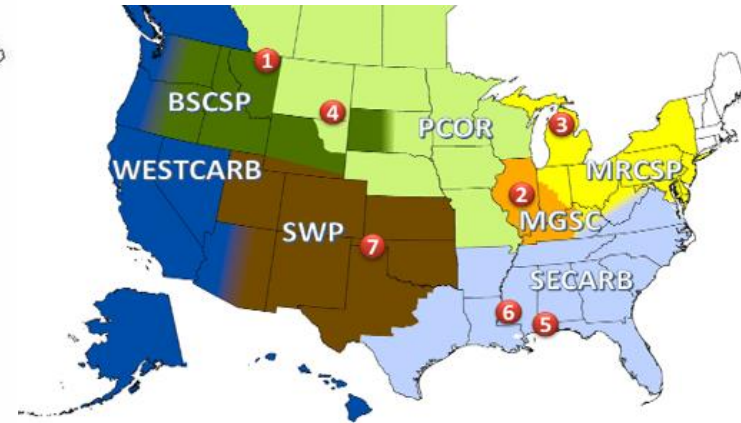 1
BSCSP
4
PCOR
3
WESTCARB
MRCSP
2
MGSC
SWP
7
SECARB
6
5